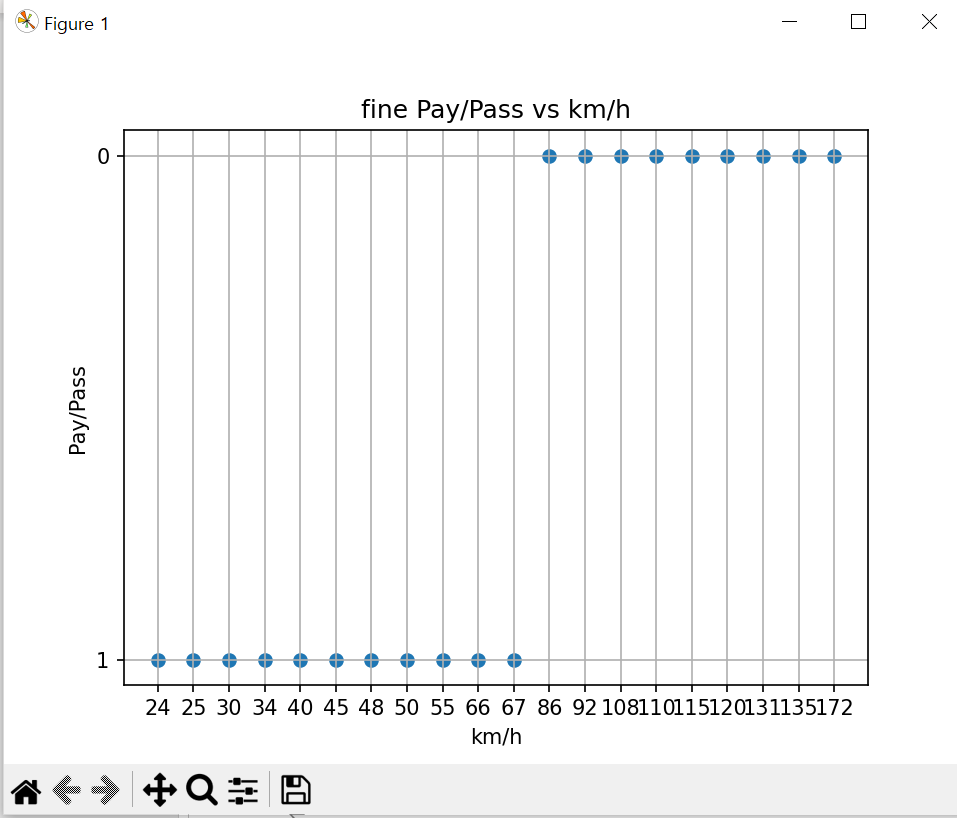 Figure 1
fine Pay/Pass vs km/h
0
Pay/Pass
1
24 25 30 34 40 45 48 50 55 66 67 86 92 108 110 115 120 131 135 172
km/h